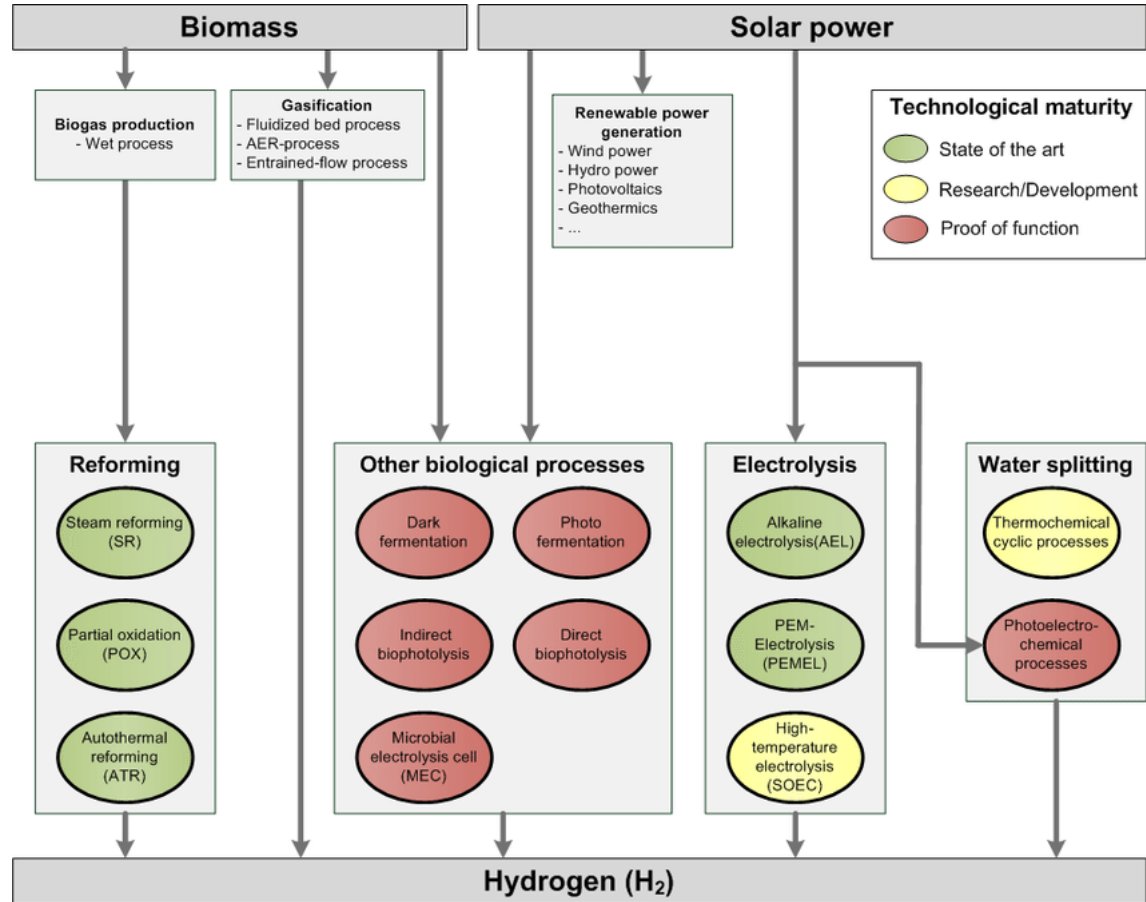 Biomass
Solar power
Biogas production
- Wet process
Gasification
- Fluidized bed process
- AER-process
- Entrained-flow process
Renewable power
generation
- Wind power
- Hydro power
- Photovoltaics
- Geothermics
- ...
Technological maturity
State of the art
Research/Development
Proof of function
Reforming
Steam reforming
(SR)
Partial oxidation
(POX)
Autothermal
reforming
(ATR)
Other biological processes
Dark
fermentation
Photo
fermentation
Indirect
biophotolysis
Direct
biophotolysis
Microbial
electrolysis cell
(MEC)
Electrolysis
Alkaline
electrolysis(AEL)
PEM-
Electrolysis
(PEMEL)
High-
temperature
electrolysis
(SOEC)
Water splitting
Thermochemical
cyclic processes
Photoelectro-
chemical
processes
Hydrogen (H₂)